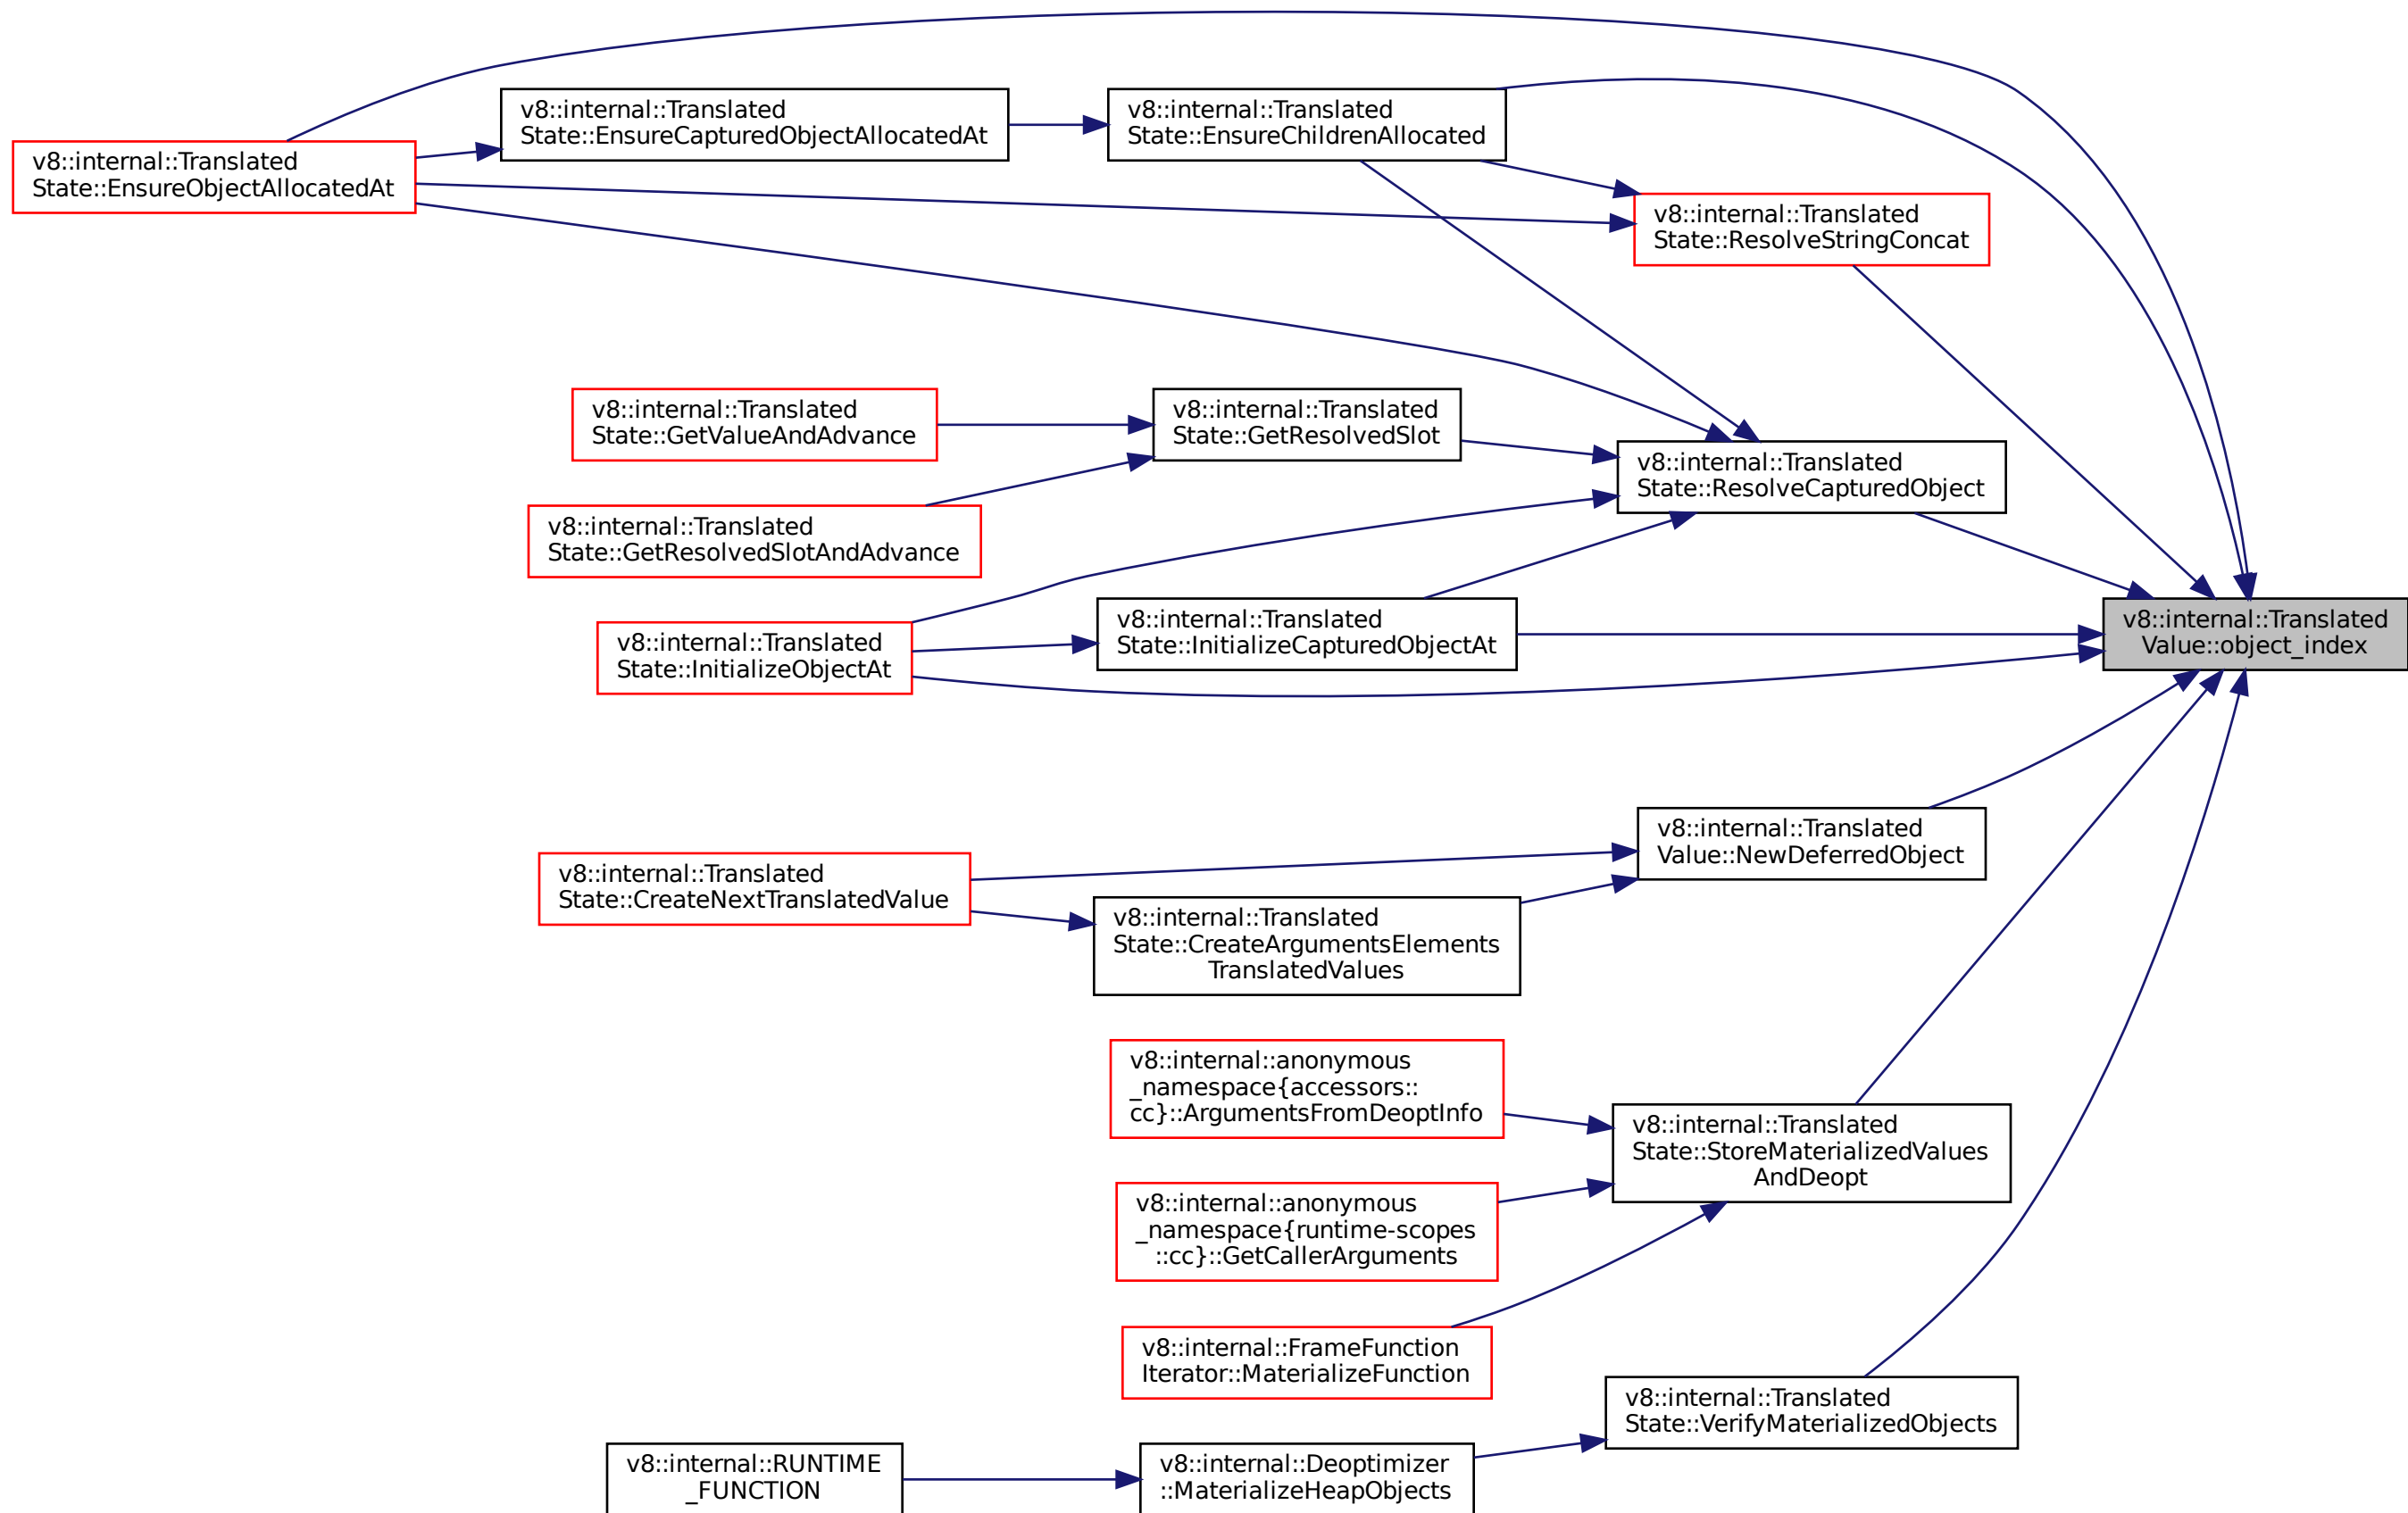 v8::internal::Translated
State::EnsureCapturedObjectAllocatedAt
v8::internal::Translated
State::EnsureChildrenAllocated
v8::internal::Translated
State::EnsureObjectAllocatedAt
v8::internal::Translated
State::ResolveStringConcat
v8::internal::Translated
State::GetValueAndAdvance
v8::internal::Translated
State::GetResolvedSlot
v8::internal::Translated
State::ResolveCapturedObject
v8::internal::Translated
State::GetResolvedSlotAndAdvance
v8::internal::Translated
State::InitializeObjectAt
v8::internal::Translated
State::InitializeCapturedObjectAt
v8::internal::Translated
Value::object_index
v8::internal::Translated
Value::NewDeferredObject
v8::internal::Translated
State::CreateNextTranslatedValue
v8::internal::Translated
State::CreateArgumentsElements
TranslatedValues
v8::internal::anonymous
_namespace{accessors::
cc}::ArgumentsFromDeoptInfo
v8::internal::Translated
State::StoreMaterializedValues
AndDeopt
v8::internal::anonymous
_namespace{runtime-scopes
::cc}::GetCallerArguments
v8::internal::FrameFunction
Iterator::MaterializeFunction
v8::internal::Translated
State::VerifyMaterializedObjects
v8::internal::RUNTIME
_FUNCTION
v8::internal::Deoptimizer
::MaterializeHeapObjects